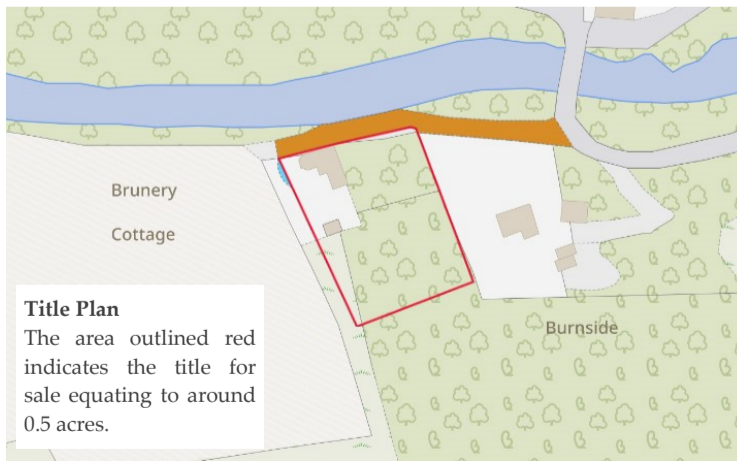 Brunery
Cottage
Title Plan
The area outlined red
indicates the title for
sale equating to around
0.5 acres.
Burnside